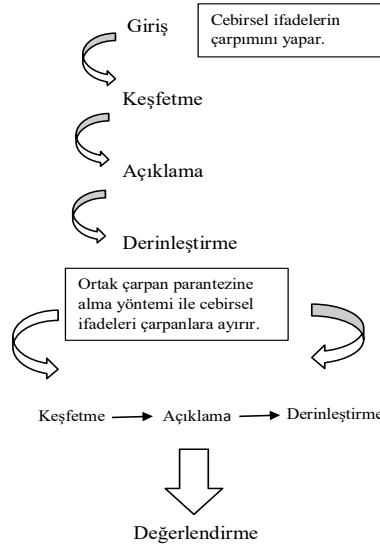 Giriş
Cebirsel ifadelerin
çarpımını yapar.
Keşfetme
Açıklama
Derinleştirme
Ortak çarpan parantezine
alma yöntemi ile cebirsel
ifadeleri çarpanlara ayırır.
Keşfetme Açıklama Derinleştirme
Değerlendirme